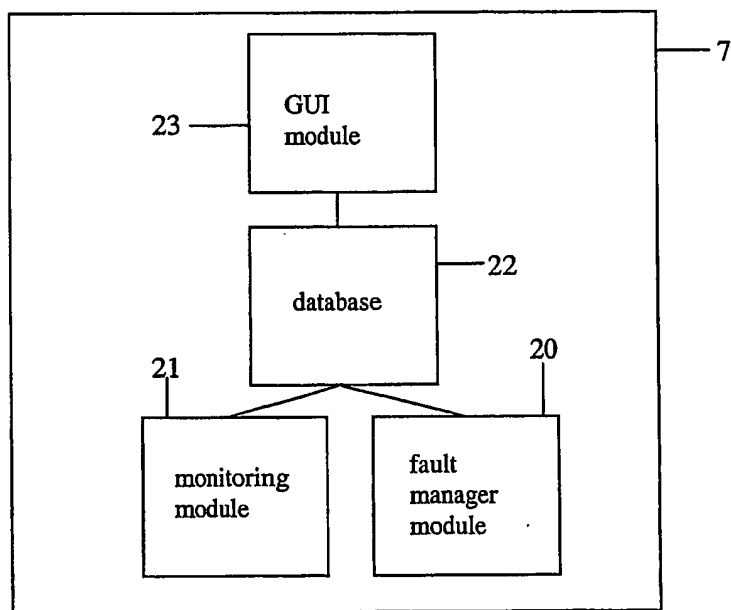 7
GUI
module
23
22
database
21
20
monitoring
module
fault
manager
module